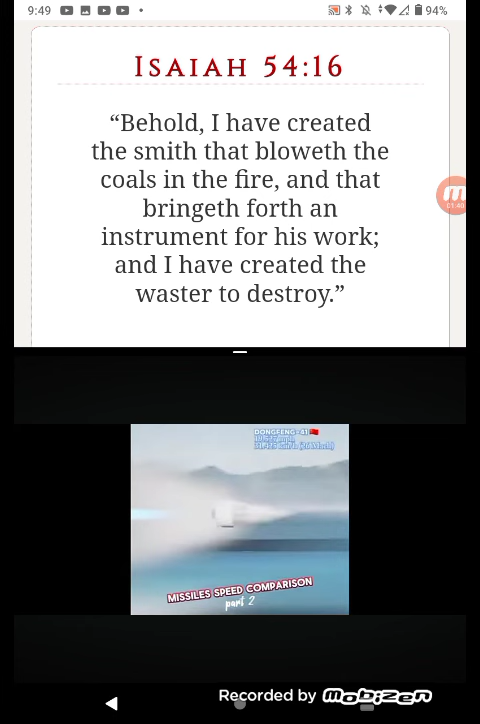 9:49
94%
ISAIAH 54:16
“Behold, I have created
the smith that bloweth the
coals in the fire, and that
bringeth forth an
instrument for his work;
and I have created the
waster to destroy.”
01:40
DONGFENG-41
MISSILES SPEED COMPARISON
part 2
Recorded by Mobizen